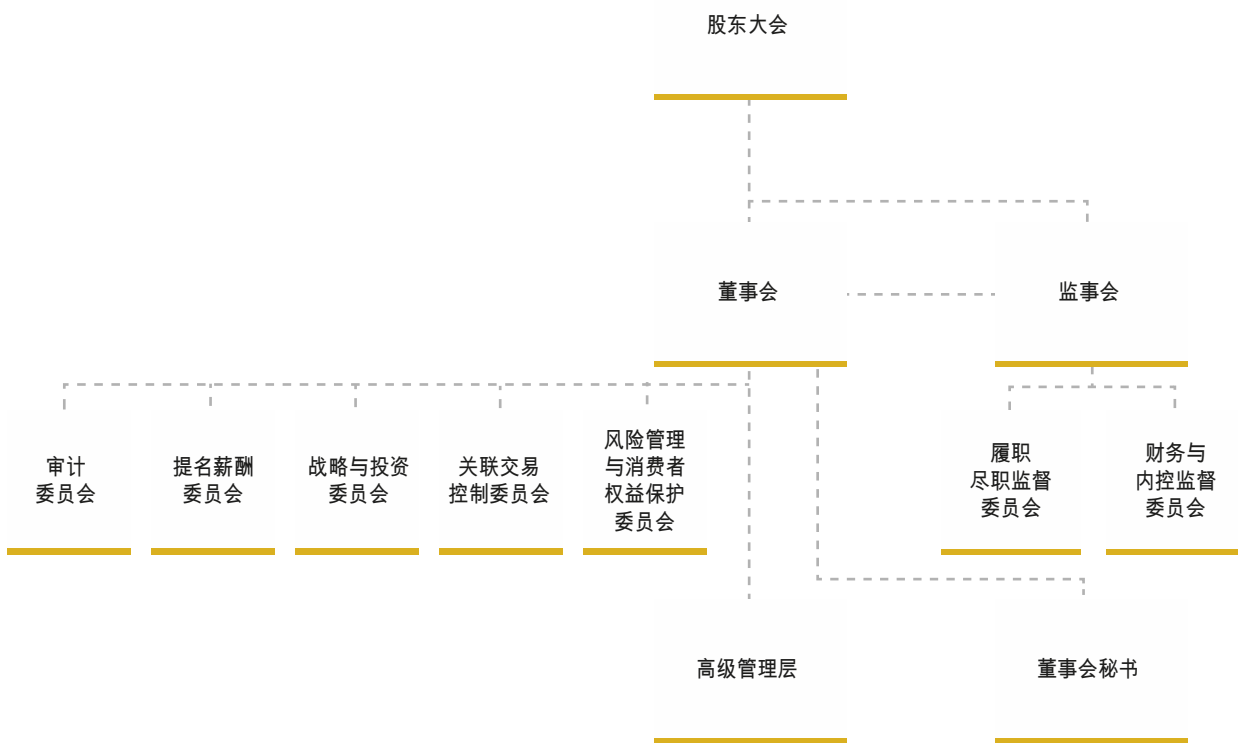 股东大会
董事会
监事会
审计
委员会
提名薪酬
委员会
战略与投资
委员会
关联交易
控制委员会
风险管理
与消费者
权益保护
委员会
履职
尽职监督
委员会
财务与
内控监督
委员会
高级管理层
董事会秘书